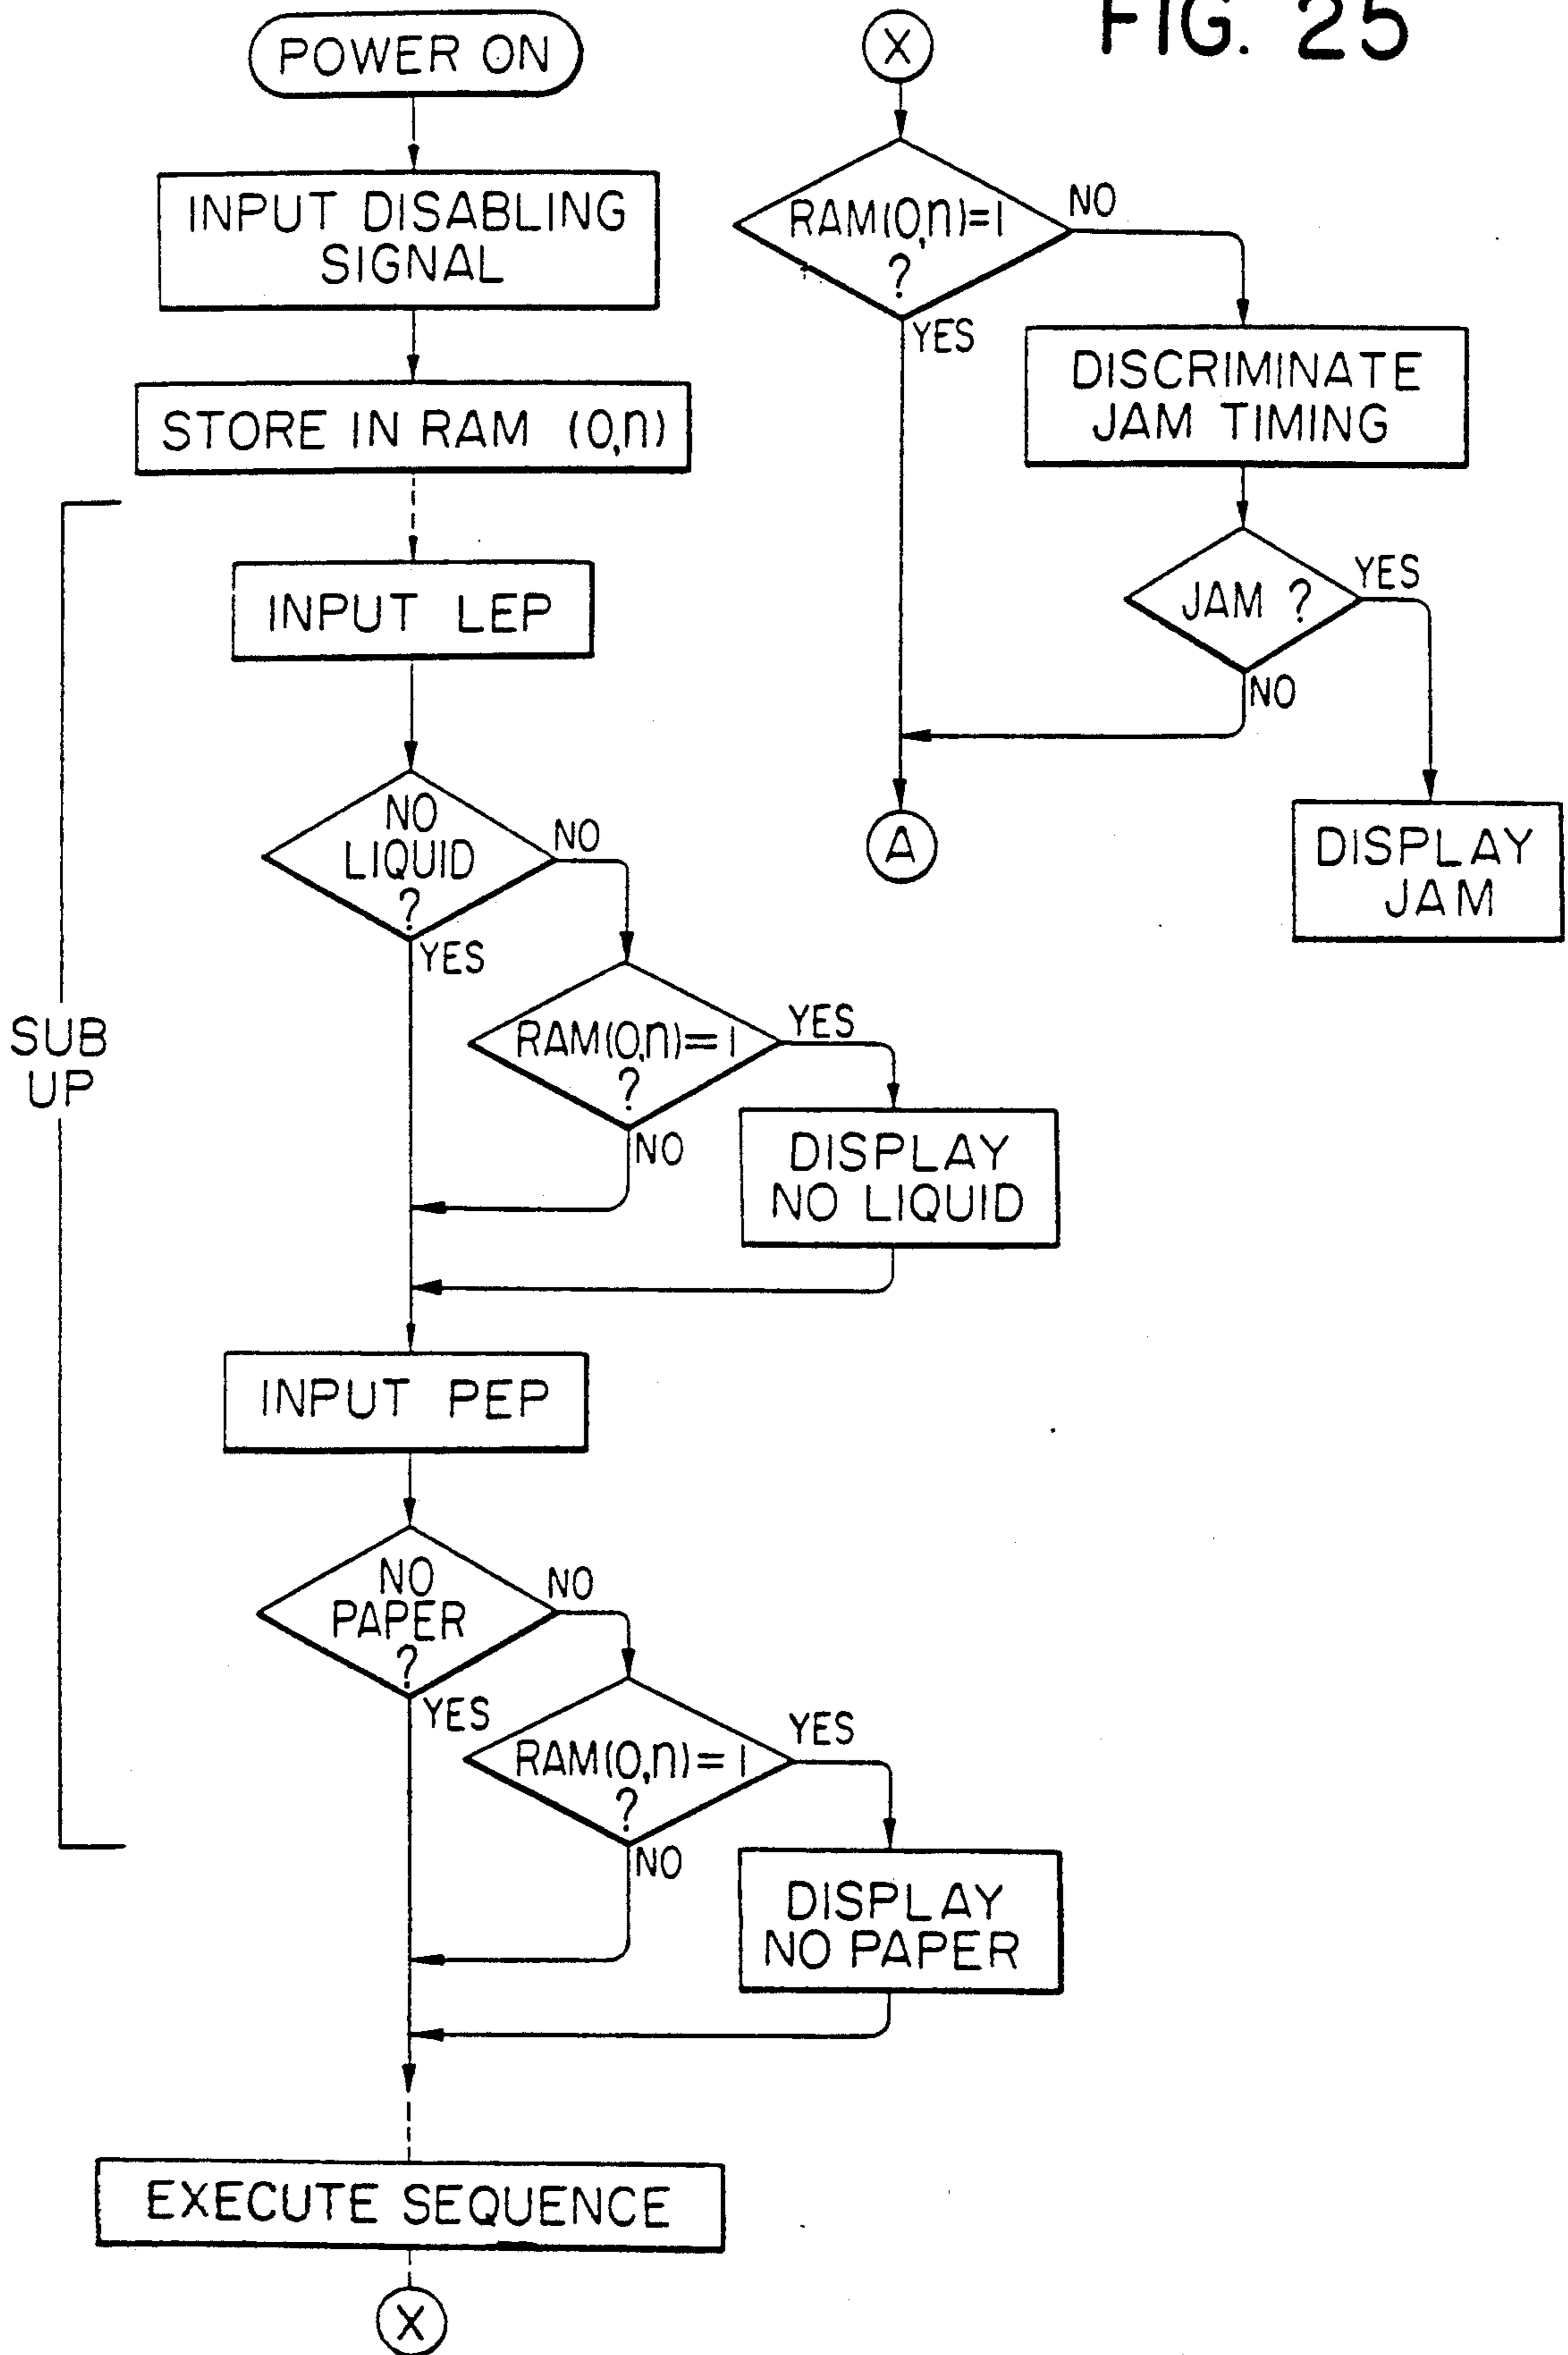 FIG. 25
POWER ON
INPUT DISABLING
SIGNAL
STORE IN RAM (0,n)
SUB
UP
INPUT LEP
NO
LIQUID
?
NO
YES
RAM(0,n)=1
?
YES
NO
DISPLAY
NO LIQUID
INPUT PEP
NO
PAPER
?
NO
YES
RAM(0,n)=1
?
YES
NO
DISPLAY
NO PAPER
EXECUTE SEQUENCE
X
X
RAM(0,n)=1
?
NO
YES
DISCRIMINATE
JAM TIMING
JAM ?
YES
NO
A
DISPLAY
JAM